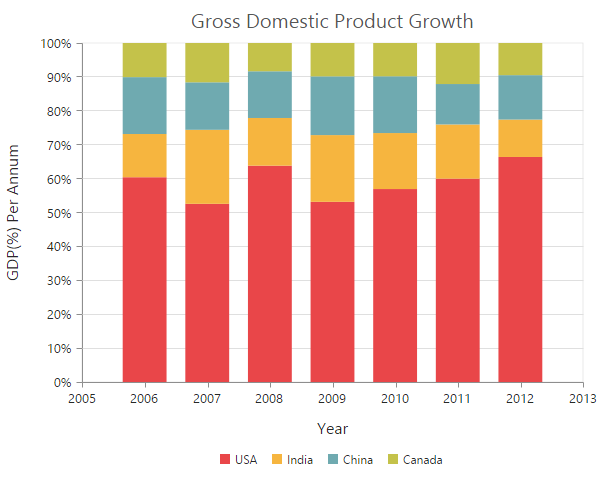 Gross Domestic Product Growth
GDP(%) Per Annum
100%
90%
80%
70%
60%
50%
40%
30%
20%
10%
0%
2005 2006 2007 2008 2009 2010 2011 2012 2013
Year
USA India China Canada